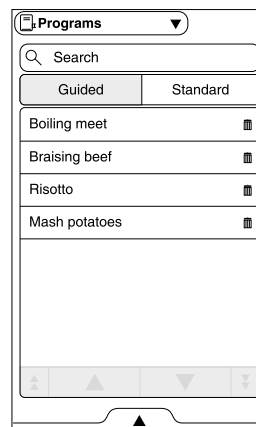 Programs
Search
Guided Standard
Boiling meet
Braising beef
Risotto
Mash potatoes